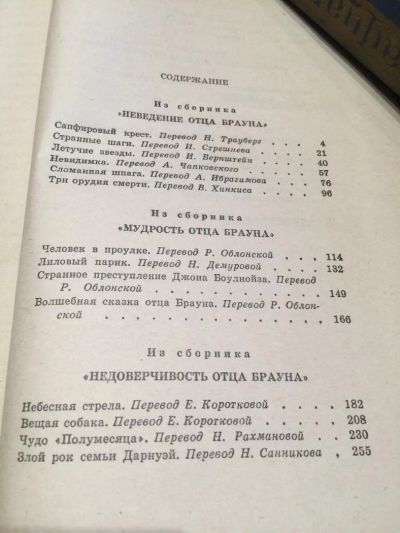 СОДЕРЖАНИЕ
Из сборника
«НЕВЕДЕНИЕ ОТЦА БРАУНА»
Сапфировый крест. Перевод Н. Трауберг . . . . 4
Странные шаги. Перевод И. Стрешнева . . . . 21
Летучие звезды. Перевод И. Бернштейн . . . . 40
Невидимка. Перевод А. Чапковского . . . . . 57
Сломанная шпага. Перевод А. Ибрагимова . . . 76
Три орудия смерти. Перевод В. Хинкиса . . . . 96
Из сборника
«МУДРОСТЬ ОТЦА БРАУНА»
Человек в проулке. Перевод Р. Облонской . . . . 114
Лиловый парик. Перевод Н. Демуровой . . . . . 132
Странное преступление Джона Боулнойза. Перевод
Р. Облонской . . . . . . . . . 149
Волшебная сказка отца Брауна. Перевод Р. Облон-
ской . . . . . . . . . . . 166
Из сборника
«НЕДОВЕРЧИВОСТЬ ОТЦА БРАУНА»
Небесная стрела. Перевод Е. Коротковой . . . . . 182
Вещая собака. Перевод Е. Коротковой . . . . . 208
Чудо «Полумесяца». Перевод Н. Рахмановой . . . 230
Злой рок семьи Дарнуэй. Перевод Н. Санникова . . 255